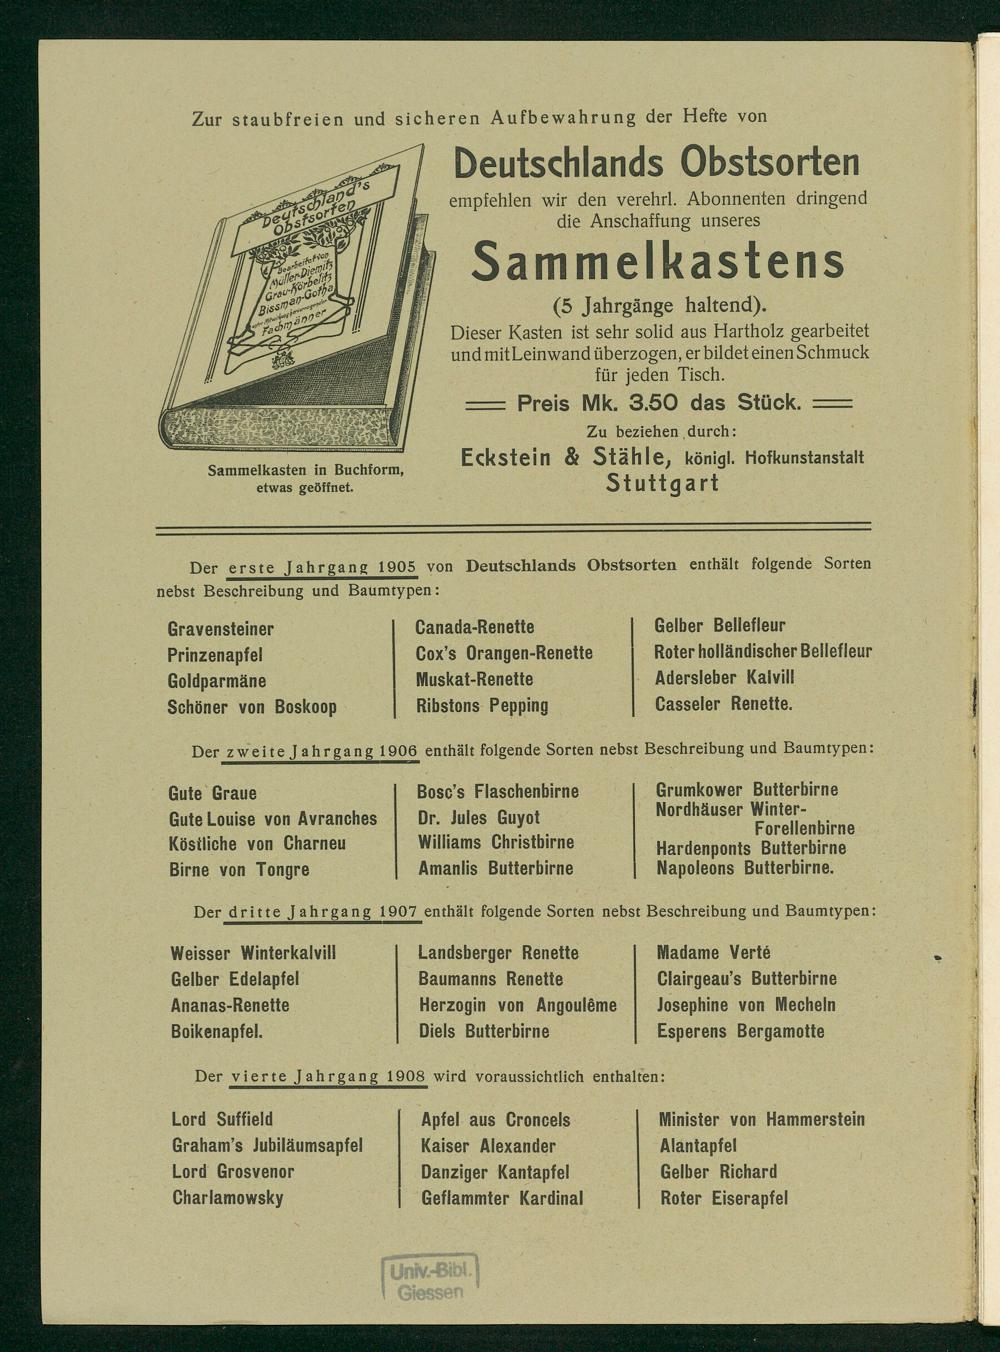 Zur staubfreien und sicheren Aufbewahrung der Hefte von
Deutschlands Obstsorten
empfehlen wir den verehrl. Abonnenten dringend
die Anschaffung unseres
Sammelkastens
(5 Jahrgänge haltend).
Dieser Kasten ist sehr solid aus Hartholz gearbeitet
und mit Leinwand überzogen, er bildet einen Schmuck
für jeden Tisch.
Preis Mk. 3.50 das Stück.
Zu beziehen durch:
Eckstein & Stähle, königl. Hofkunstanstalt
Stuttgart
Deutschland's
Obstsorten
Bearbeitet von
Müller-Diemitz
Grau-Körbelitz
Bissman-Gotha
Fachmänner
Sammelkasten in Buchform,
etwas geöffnet.
Der erste Jahrgang 1905 von Deutschlands Obstsorten enthält folgende Sorten
nebst Beschreibung und Baumtypen:
Gravensteiner
Prinzenapfel
Goldparmäne
Schöner von Boskoop
Canada-Renette
Cox's Orangen-Renette
Muskat-Renette
Ribstons Pepping
Gelber Bellefleur
Roter holländischer Bellefleur
Adersleber Kalvill
Casseler Renette.
Der zweite Jahrgang 1906 enthält folgende Sorten nebst Beschreibung und Baumtypen:
Gute Graue
Gute Louise von Avranches
Köstliche von Charneu
Birne von Tongre
Bosc's Flaschenbirne
Dr. Jules Guyot
Williams Christbirne
Amanlis Butterbirne
Grumkower Butterbirne
Nordhäuser Winter-
Forellenbirne
Hardenponts Butterbirne
Napoleons Butterbirne.
Der dritte Jahrgang 1907 enthält folgende Sorten nebst Beschreibung und Baumtypen:
Weisser Winterkalvill
Gelber Edelapfel
Ananas-Renette
Boikenapfel.
Landsberger Renette
Baumanns Renette
Herzogin von Angoulême
Diels Butterbirne
Madame Verté
Clairgeau's Butterbirne
Josephine von Mecheln
Esperens Bergamotte
Der vierte Jahrgang 1908 wird voraussichtlich enthalten:
Lord Suffield
Graham's Jubiläumsapfel
Lord Grosvenor
Charlamowsky
Apfel aus Croncels
Kaiser Alexander
Danziger Kantapfel
Geflammter Kardinal
Minister von Hammerstein
Alantapfel
Gelber Richard
Roter Eiserapfel
Univ.-Bibl.
Giessen